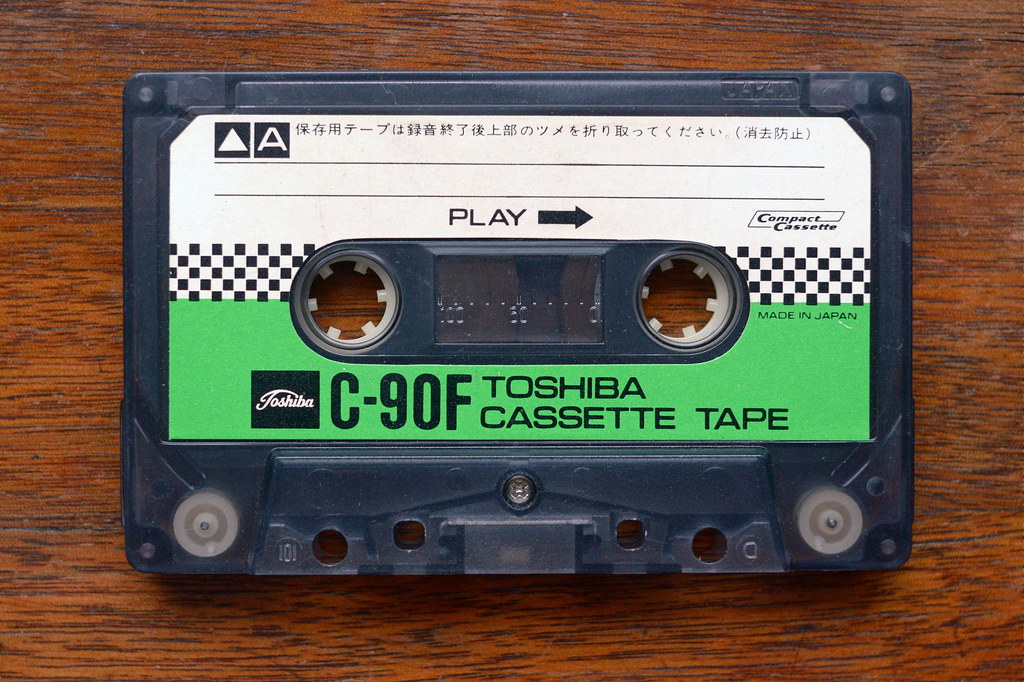 JAPAN
A 保存用テープは録音終了後上部のツメを折り取ってください。(消去防止)
PLAY
Compact
Cassette
100 50 0
MADE IN JAPAN
Toshiba C-90F TOSHIBA
CASSETTE TAPE
101 D